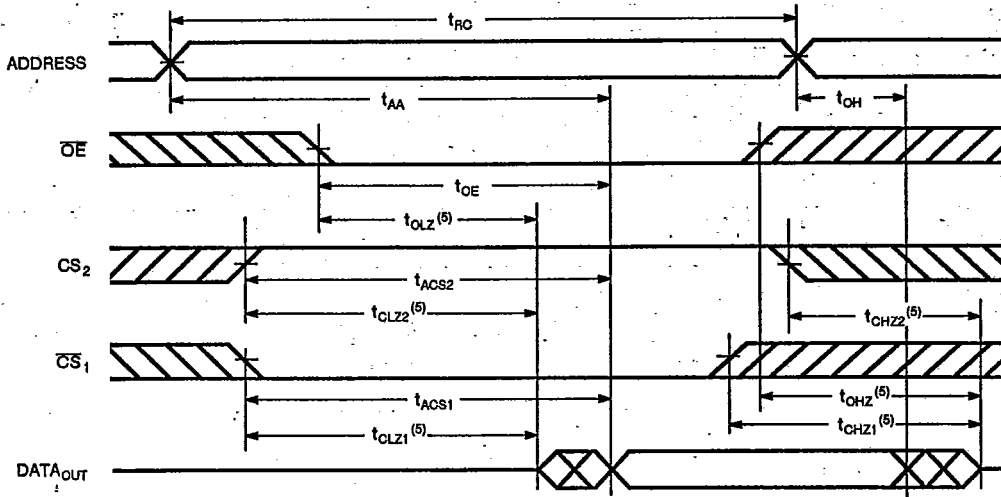 tRC
ADDRESS
tAA
tOH
OE
tOE
tOLZ(5)
CS2
tACS2
tCLZ2(5)
tCHZ2(5)
CS1
tACS1
tOHZ(5)
tCLZ1(5)
tCHZ1(5)
DATAOUT